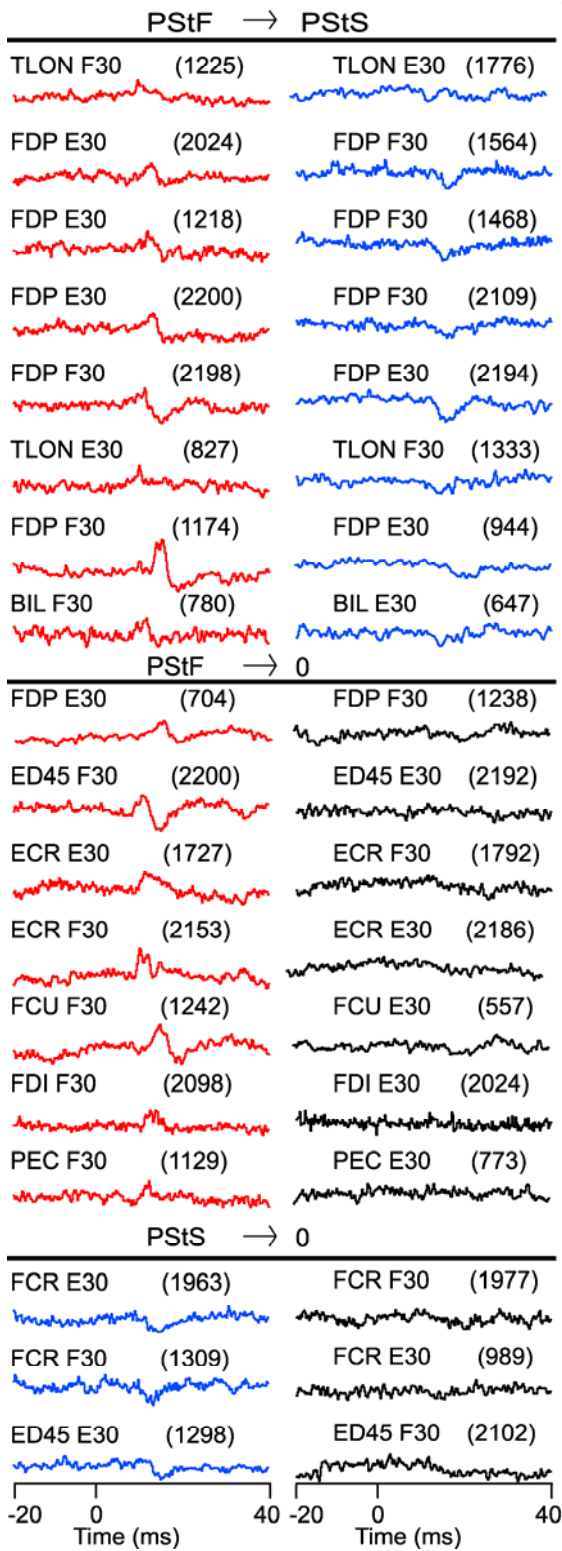 PStF → PStS
TLON F30 (1225) TLON E30 (1776)
FDP E30 (2024) FDP F30 (1564)
FDP E30 (1218) FDP F30 (1468)
FDP E30 (2200) FDP F30 (2109)
FDP F30 (2198) FDP E30 (2194)
TLON E30 (827) TLON F30 (1333)
FDP F30 (1174) FDP E30 (944)
BIL F30 (780) BIL E30 (647)
PStF → 0
FDP E30 (704) FDP F30 (1238)
ED45 F30 (2200) ED45 E30 (2192)
ECR E30 (1727) ECR F30 (1792)
ECR F30 (2153) ECR E30 (2186)
FCU F30 (1242) FCU E30 (557)
FDI F30 (2098) FDI E30 (2024)
PEC F30 (1129) PEC E30 (773)
PStS → 0
FCR E30 (1963) FCR F30 (1977)
FCR F30 (1309) FCR E30 (989)
ED45 E30 (1298) ED45 F30 (2102)
-20 0 40 -20 0 40
Time (ms) Time (ms)